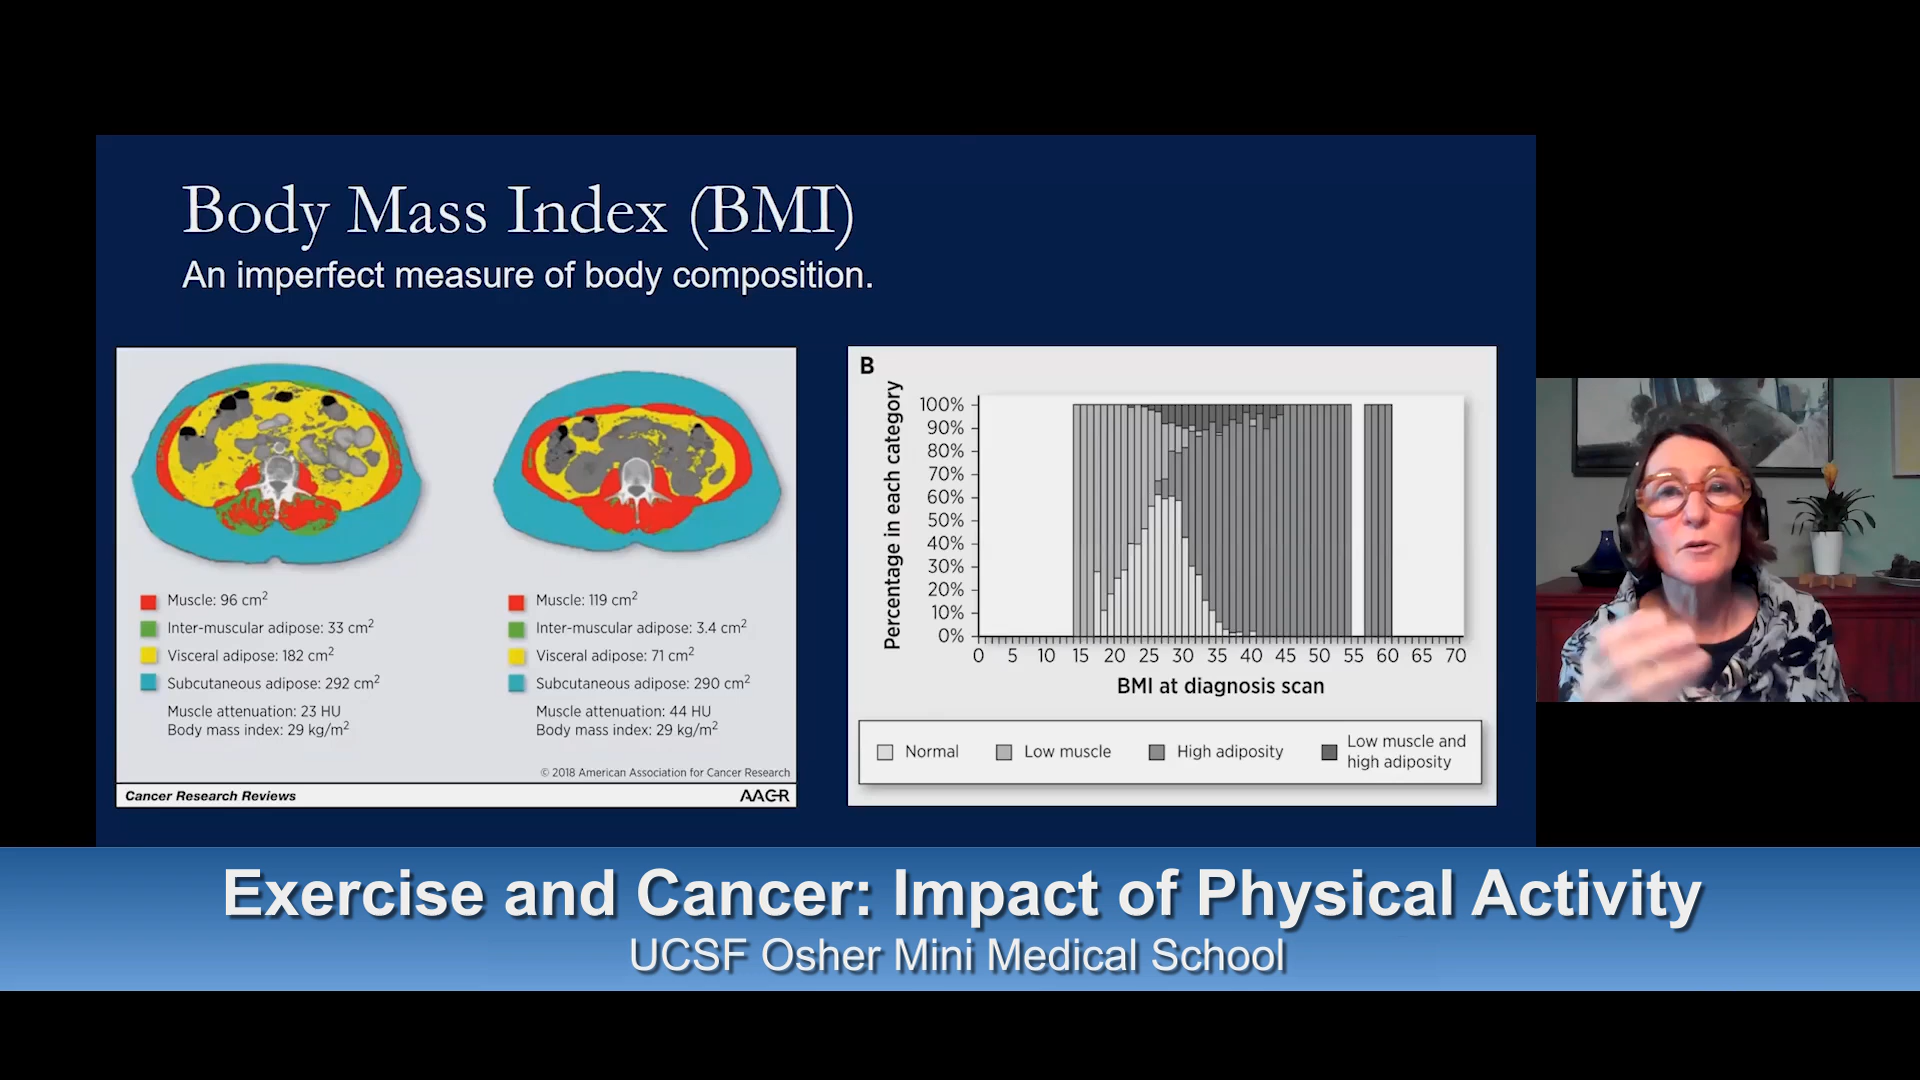 Body Mass Index (BMI)
An imperfect measure of body composition.
Muscle: 96 cm²
Inter-muscular adipose: 33 cm²
Visceral adipose: 182 cm²
Subcutaneous adipose: 292 cm²
Muscle attenuation: 23 HU
Body mass index: 29 kg/m²
Muscle: 119 cm²
Inter-muscular adipose: 3.4 cm²
Visceral adipose: 71 cm²
Subcutaneous adipose: 290 cm²
Muscle attenuation: 44 HU
Body mass index: 29 kg/m²
© 2018 American Association for Cancer Research
Cancer Research Reviews
AACR
B
Percentage in each category
100%
90%
80%
70%
60%
50%
40%
30%
20%
10%
0%
0 5 10 15 20 25 30 35 40 45 50 55 60 65 70
BMI at diagnosis scan
Normal
Low muscle
High adiposity
Low muscle and
high adiposity
Exercise and Cancer: Impact of Physical Activity
UCSF Osher Mini Medical School